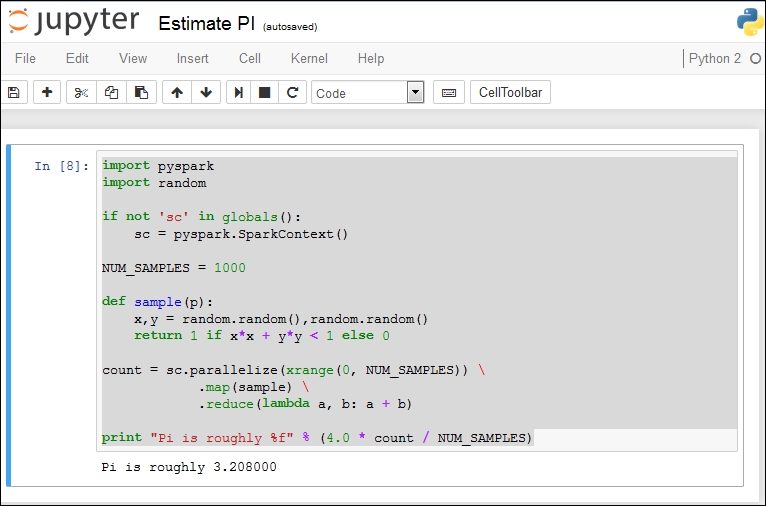 jupyter Estimate PI (autosaved)
File Edit View Insert Cell Kernel Help Python 2
Code CellToolbar
In [8]: import pyspark
import random
if not 'sc' in globals():
    sc = pyspark.SparkContext()
NUM_SAMPLES = 1000
def sample(p):
    x,y = random.random(),random.random()
    return 1 if x*x + y*y < 1 else 0
count = sc.parallelize(xrange(0, NUM_SAMPLES)) \
            .map(sample) \
            .reduce(lambda a, b: a + b)
print "Pi is roughly %f" % (4.0 * count / NUM_SAMPLES)
Pi is roughly 3.208000